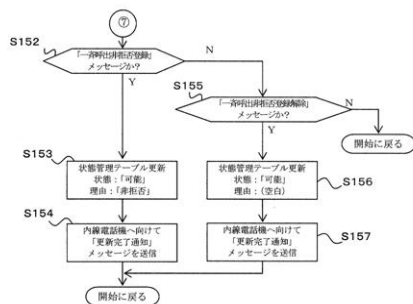 ⑦
S152
「一斉呼出非拒否登録」
メッセージか?
N
Y
S155
「一斉呼出非拒否登録解除」
メッセージか?
N
Y
開始に戻る
S153
状態管理テーブル更新
状態:「可能」
理由:「非拒否」
状態管理テーブル更新
状態:「可能」
理由:(空白)
S156
S154
内線電話機へ向けて
「更新完了通知」
メッセージを送信
内線電話機へ向けて
「更新完了通知」
メッセージを送信
S157
開始に戻る